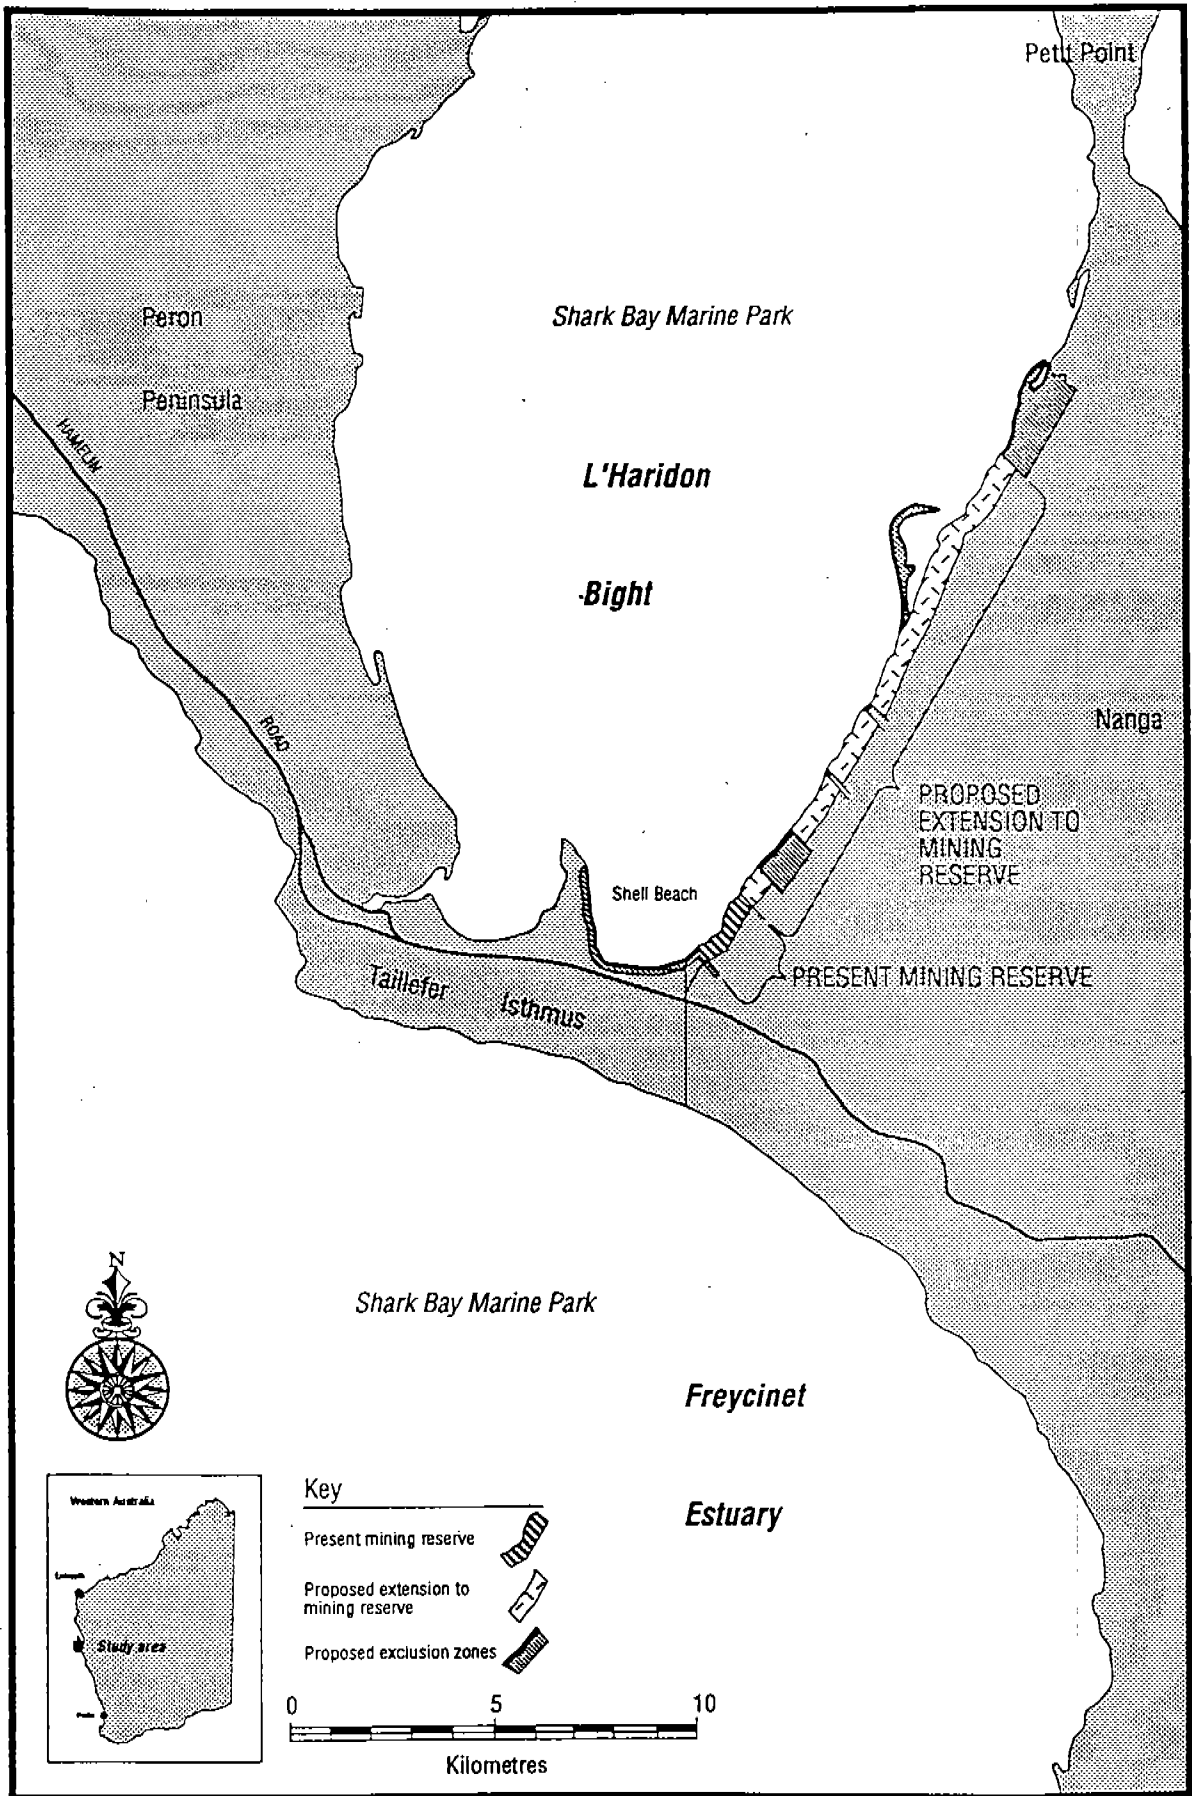 Petit Point
Peron
Shark Bay Marine Park
Peninsula
HAMELIN
L'Haridon
Bight
ROAD
Nanga
PROPOSED
EXTENSION TO
MINING
RESERVE
Shell Beach
PRESENT MINING RESERVE
Taillefer Isthmus
N
Shark Bay Marine Park
Freycinet
Estuary
Western Australia
Study area
Perth
Key
Present mining reserve
Proposed extension to
mining reserve
Proposed exclusion zones
0 5 10
Kilometres